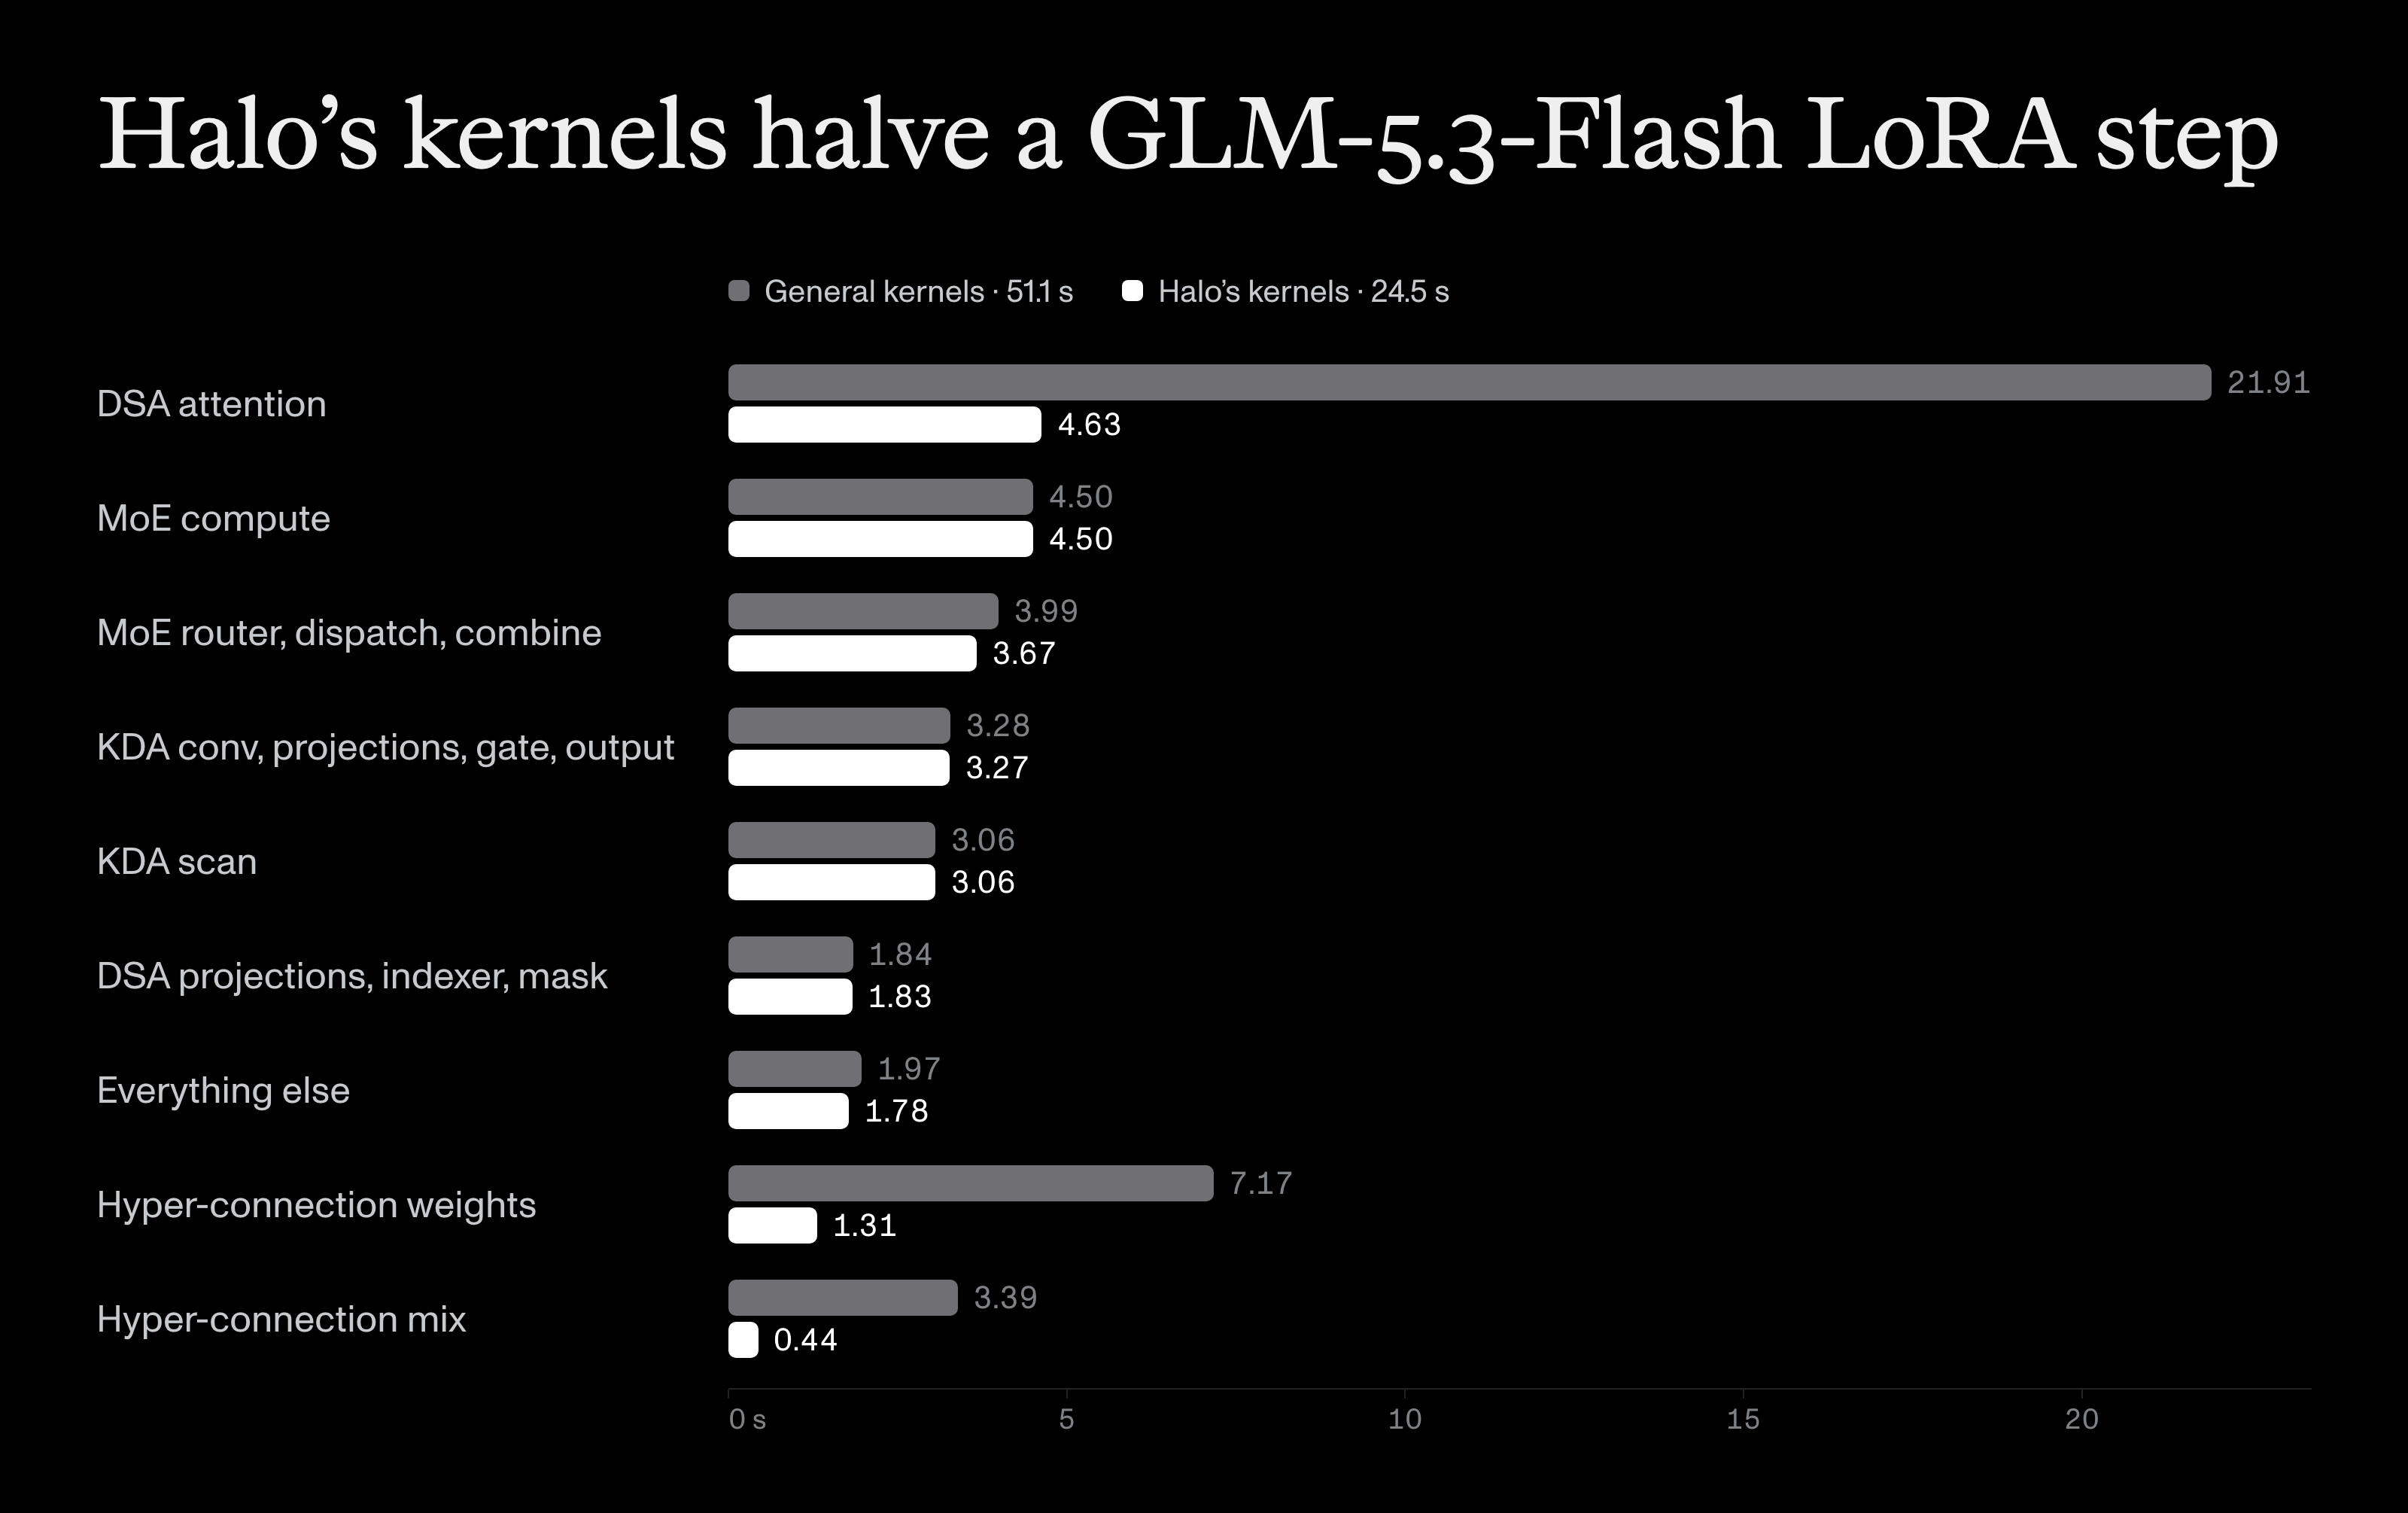 Halo’s kernels halve a GLM-5.3-Flash LoRA step
General kernels · 51.1 s
Halo’s kernels · 24.5 s
DSA attention
21.91
4.63
MoE compute
4.50
4.50
MoE router, dispatch, combine
3.99
3.67
KDA conv, projections, gate, output
3.28
3.27
KDA scan
3.06
3.06
DSA projections, indexer, mask
1.84
1.83
Everything else
1.97
1.78
Hyper-connection weights
7.17
1.31
Hyper-connection mix
3.39
0.44
0 s 5 10 15 20